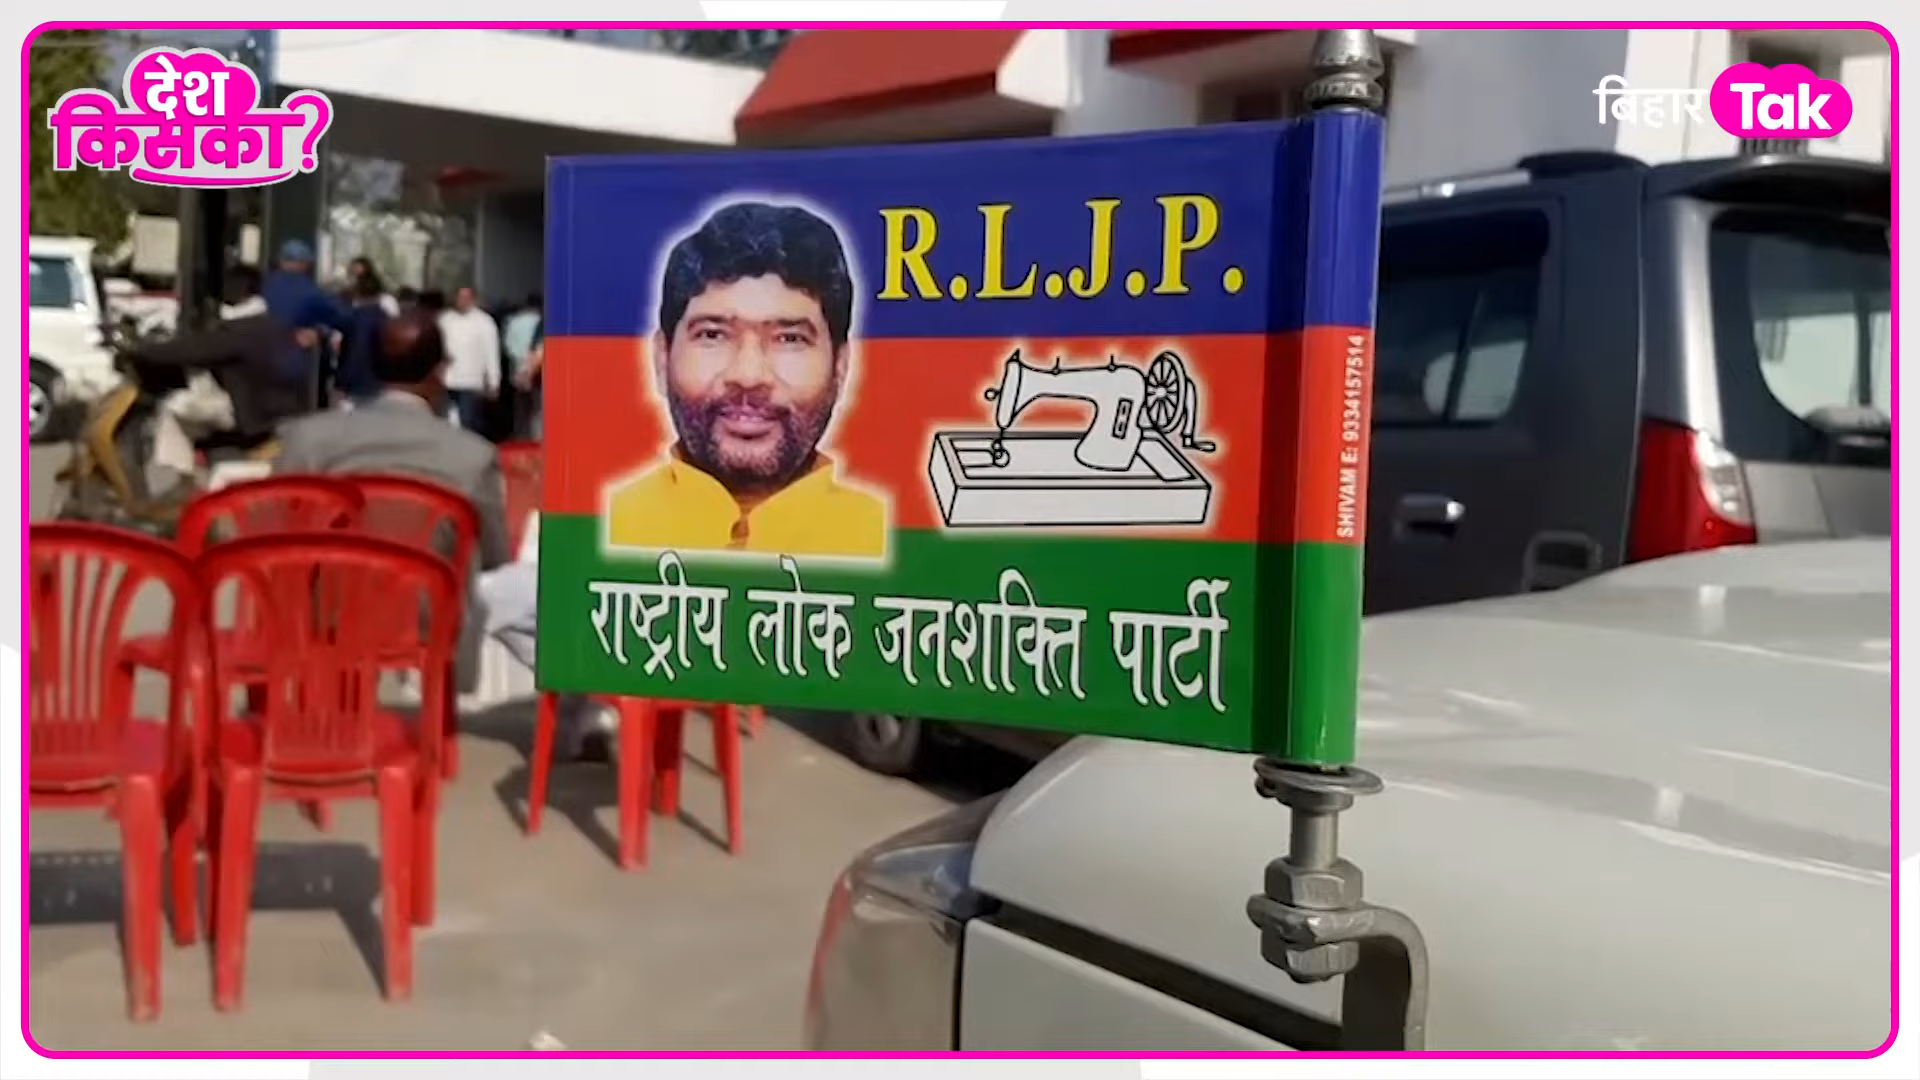 देश
किसका?
बिहार Tak
R.L.J.P.
राष्ट्रीय लोक जनशक्ति पार्टी
SHIVAM E: 9334157514